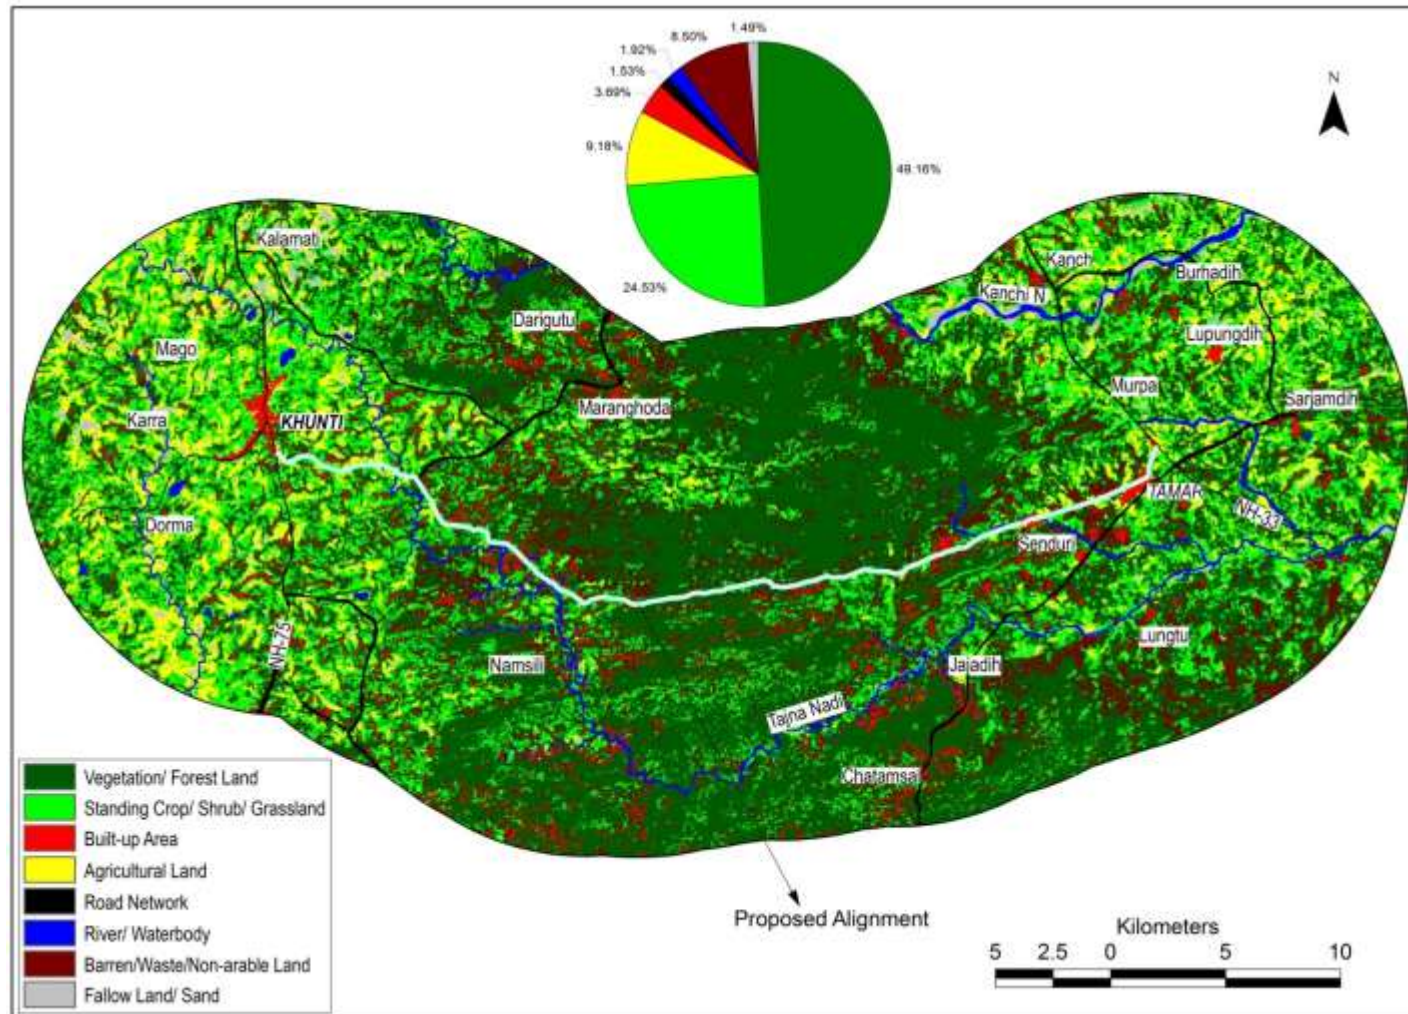 1.49%
8.50%
1.92%
1.53%
3.69%
9.18%
49.16%
24.53%
N
Kalamati
Kanch
Burhadih
Kanchi N
Darigutu
Lupungdih
Mago
Murpa
Maranghoda
Sarjamdih
Karra
KHUNTI
TAMAR
NH-33
Dorma
Senduri
NH-75
Namsili
Lungtu
Jajadih
Tajna Nadi
Chatamsai
Proposed Alignment
Vegetation/ Forest Land
Standing Crop/ Shrub/ Grassland
Built-up Area
Agricultural Land
Road Network
River/ Waterbody
Barren/Waste/Non-arable Land
Fallow Land/ Sand
Kilometers
5 2.5 0 5 10